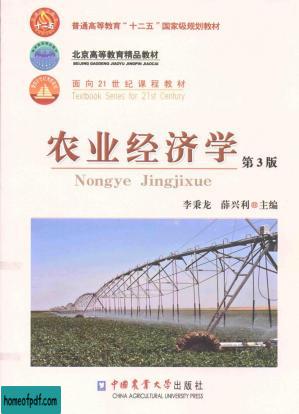 普通高等教育“十二五”国家级规划教材
北京高等教育精品教材
BEIJING GAODENG JIAOYU JINGPIN JIAOCAI
面向21世纪课程教材
Textbook Series for 21st Century
农业经济学 第3版
Nongye Jingjixue
李秉龙 薛兴利 主编
中国农业大学出版社
CHINA AGRICULTURAL UNIVERSITY PRESS
homeofpdf.com